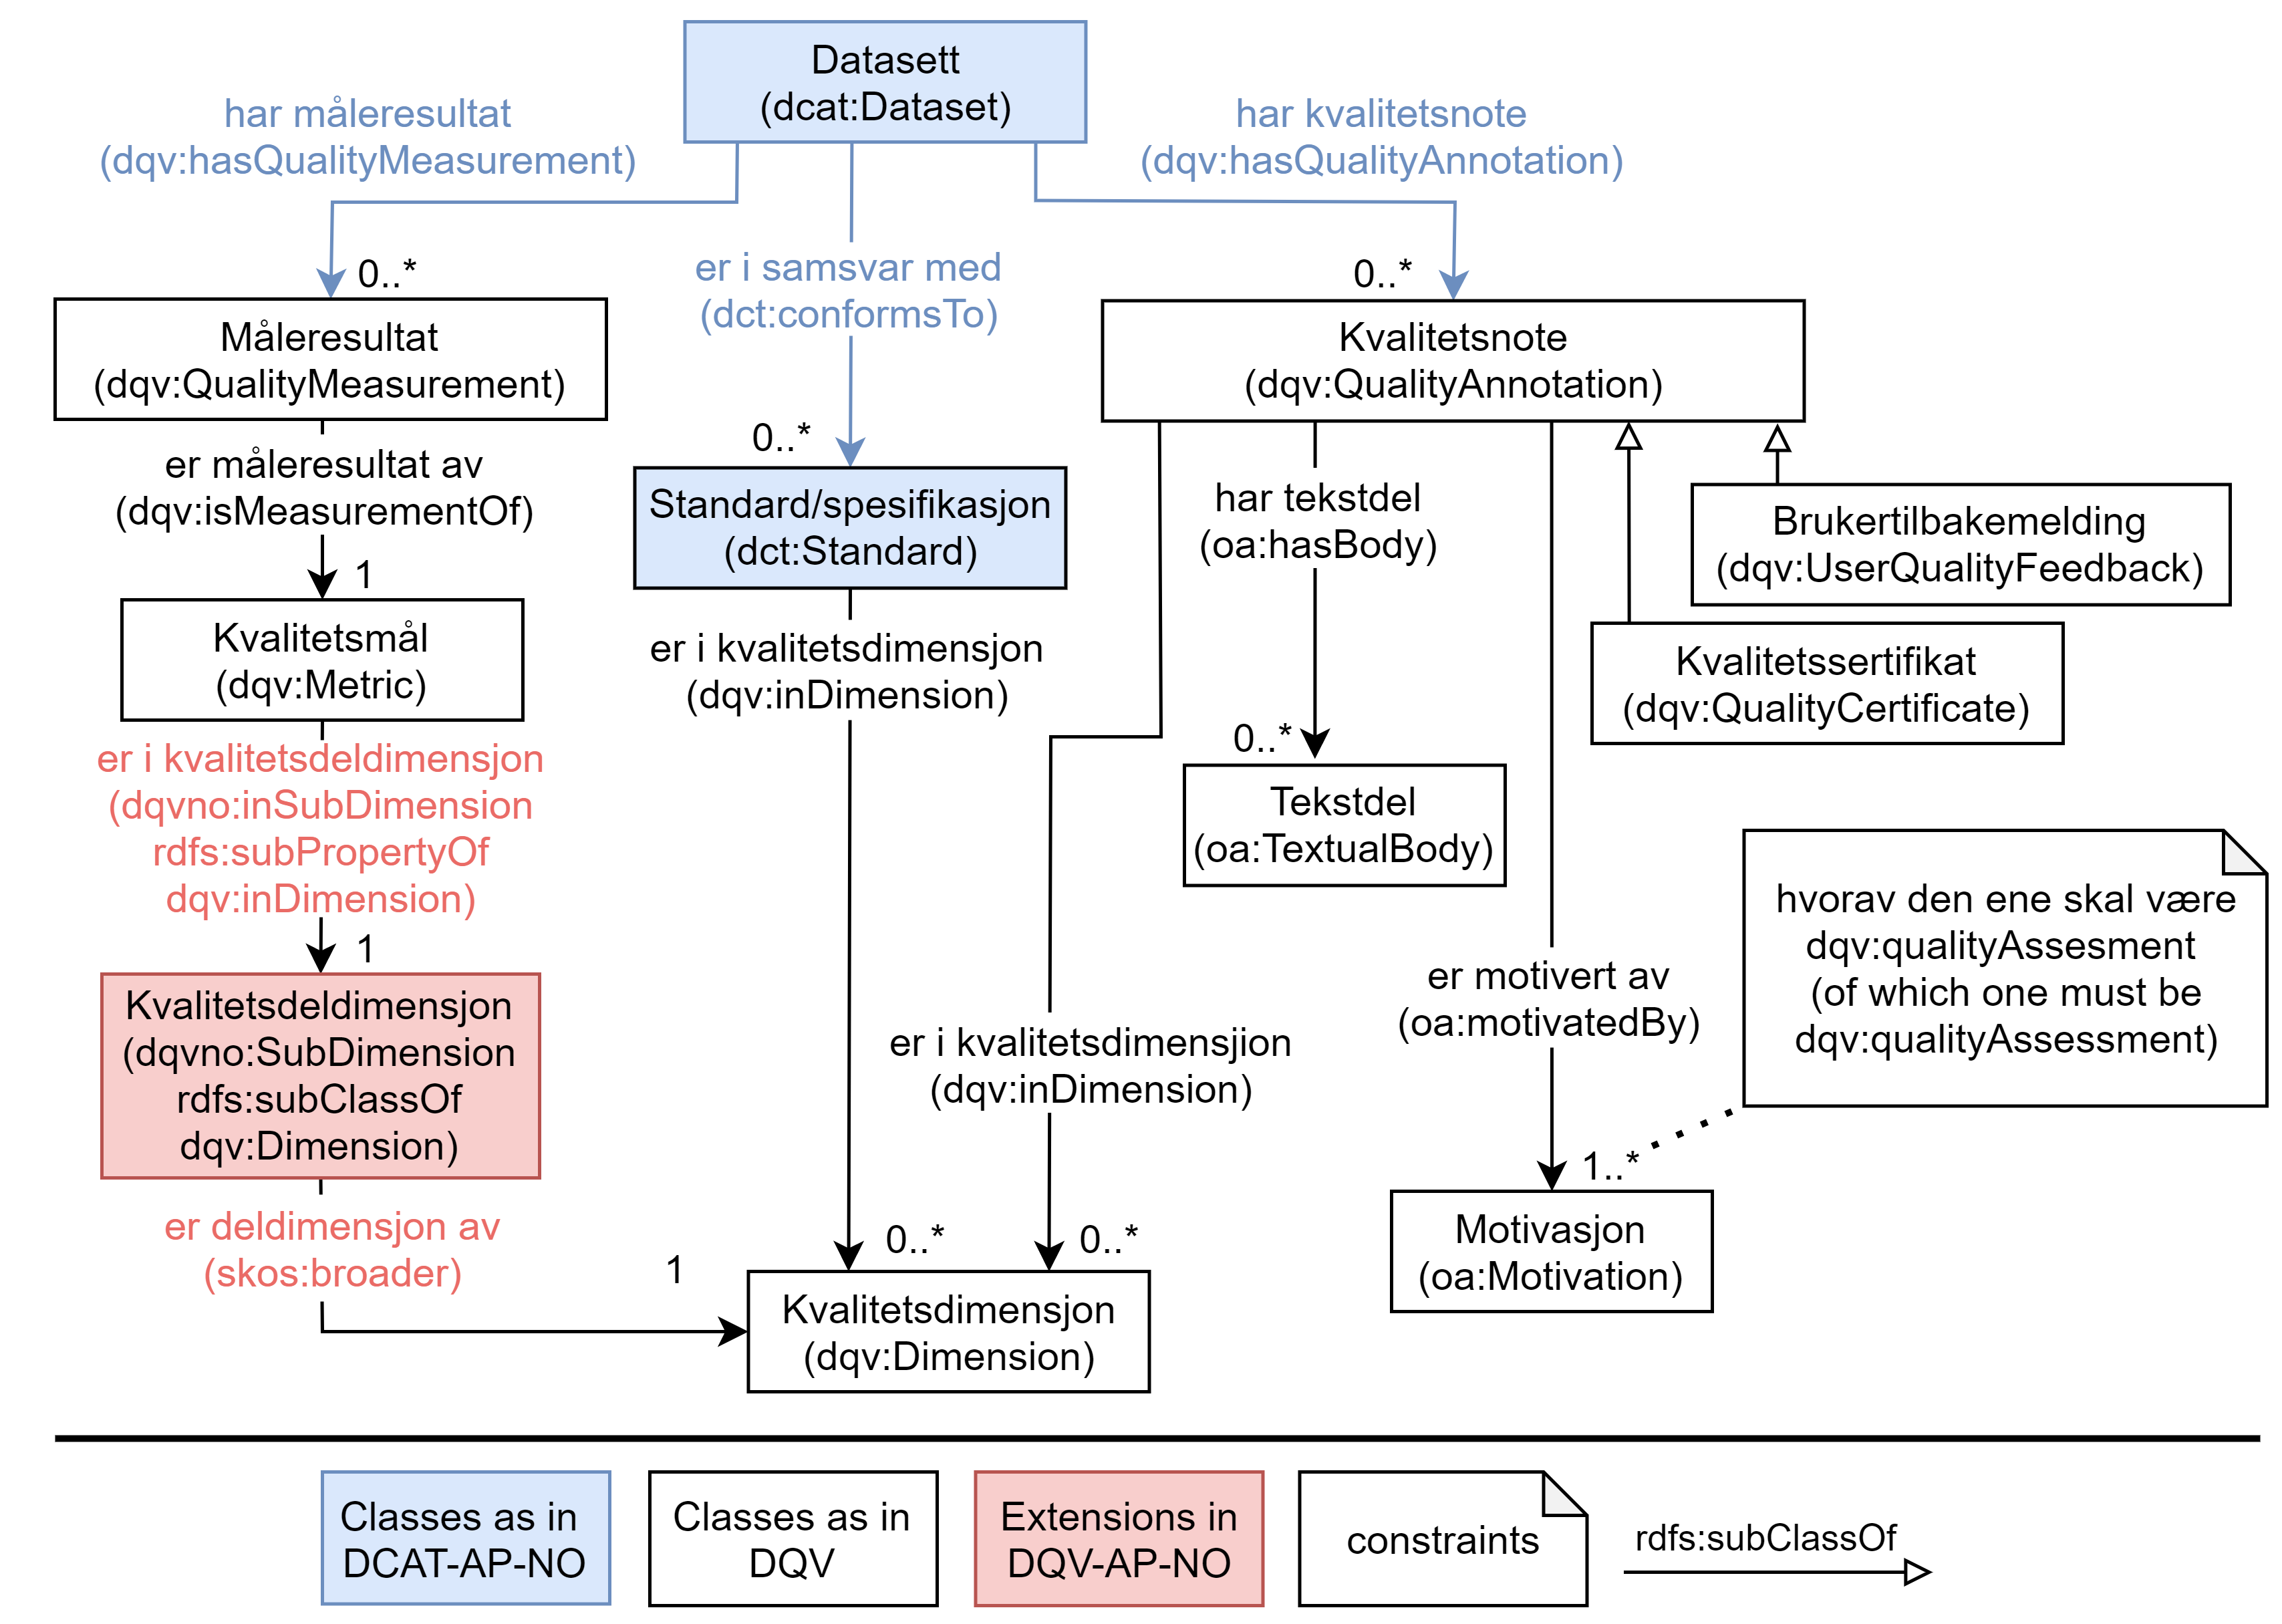 Datasett
(dcat:Dataset)
har måleresultat
(dqv:hasQualityMeasurement)
har kvalitetsnote
(dqv:hasQualityAnnotation)
er i samsvar med
(dct:conformsTo)
0..*
0..*
Måleresultat
(dqv:QualityMeasurement)
Kvalitetsnote
(dqv:QualityAnnotation)
er måleresultat av
(dqv:isMeasurementOf)
1
0..*
Standard/spesifikasjon
(dct:Standard)
har tekstdel
(oa:hasBody)
Brukertilbakemelding
(dqv:UserQualityFeedback)
Kvalitetsmål
(dqv:Metric)
er i kvalitetsdimensjon
(dqv:inDimension)
Kvalitetssertifikat
(dqv:QualityCertificate)
er i kvalitetsdeldimensjon
(dqvno:inSubDimension
rdfs:subPropertyOf
dqv:inDimension)
1
0..*
Tekstdel
(oa:TextualBody)
hvorav den ene skal være
dqv:qualityAssesment
(of which one must be
dqv:qualityAssessment)
Kvalitetsdeldimensjon
(dqvno:SubDimension
rdfs:subClassOf
dqv:Dimension)
er i kvalitetsdimensjion
(dqv:inDimension)
er motivert av
(oa:motivatedBy)
1..*
er deldimensjon av
(skos:broader)
1
0..*
0..*
Kvalitetsdimensjon
(dqv:Dimension)
Motivasjon
(oa:Motivation)
Classes as in
DCAT-AP-NO
Classes as in
DQV
Extensions in
DQV-AP-NO
constraints
rdfs:subClassOf